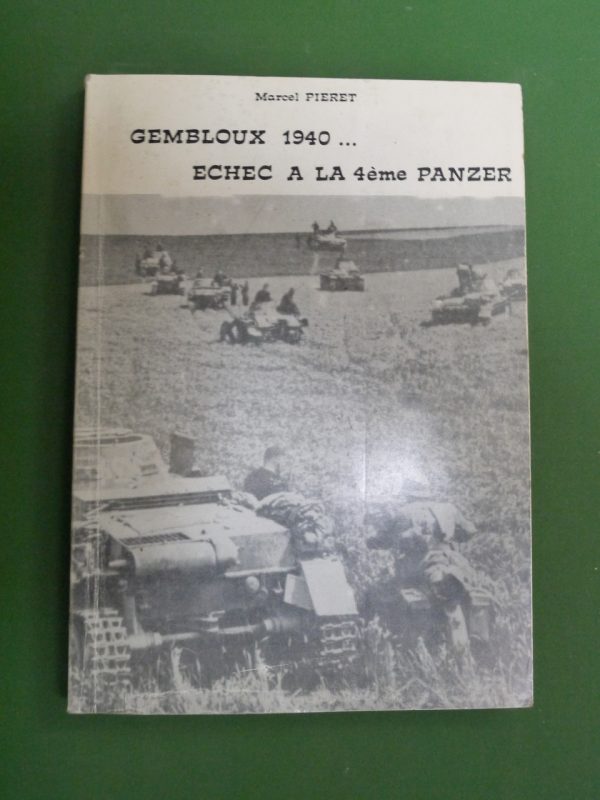 Marcel PIERET
GEMBLOUX 1940 ...
ECHEC A LA 4ème PANZER